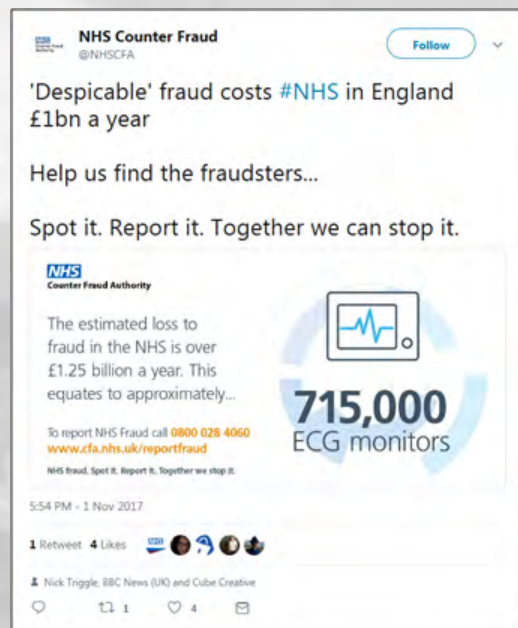 NHS Counter Fraud
@NHSCFA
Follow
'Despicable' fraud costs #NHS in England
£1bn a year
Help us find the fraudsters...
Spot it. Report it. Together we can stop it.
NHS
Counter Fraud Authority
The estimated loss to
fraud in the NHS is over
£1.25 billion a year. This
equates to approximately...
To report NHS Fraud call 0800 028 4060
www.cfa.nhs.uk/reportfraud
NHS fraud. Spot it. Report it. Together we stop it.
715,000
ECG monitors
5:54 PM - 1 Nov 2017
1 Retweet 4 Likes
Nick Triggle, BBC News (UK) and Cube Creative
1
4